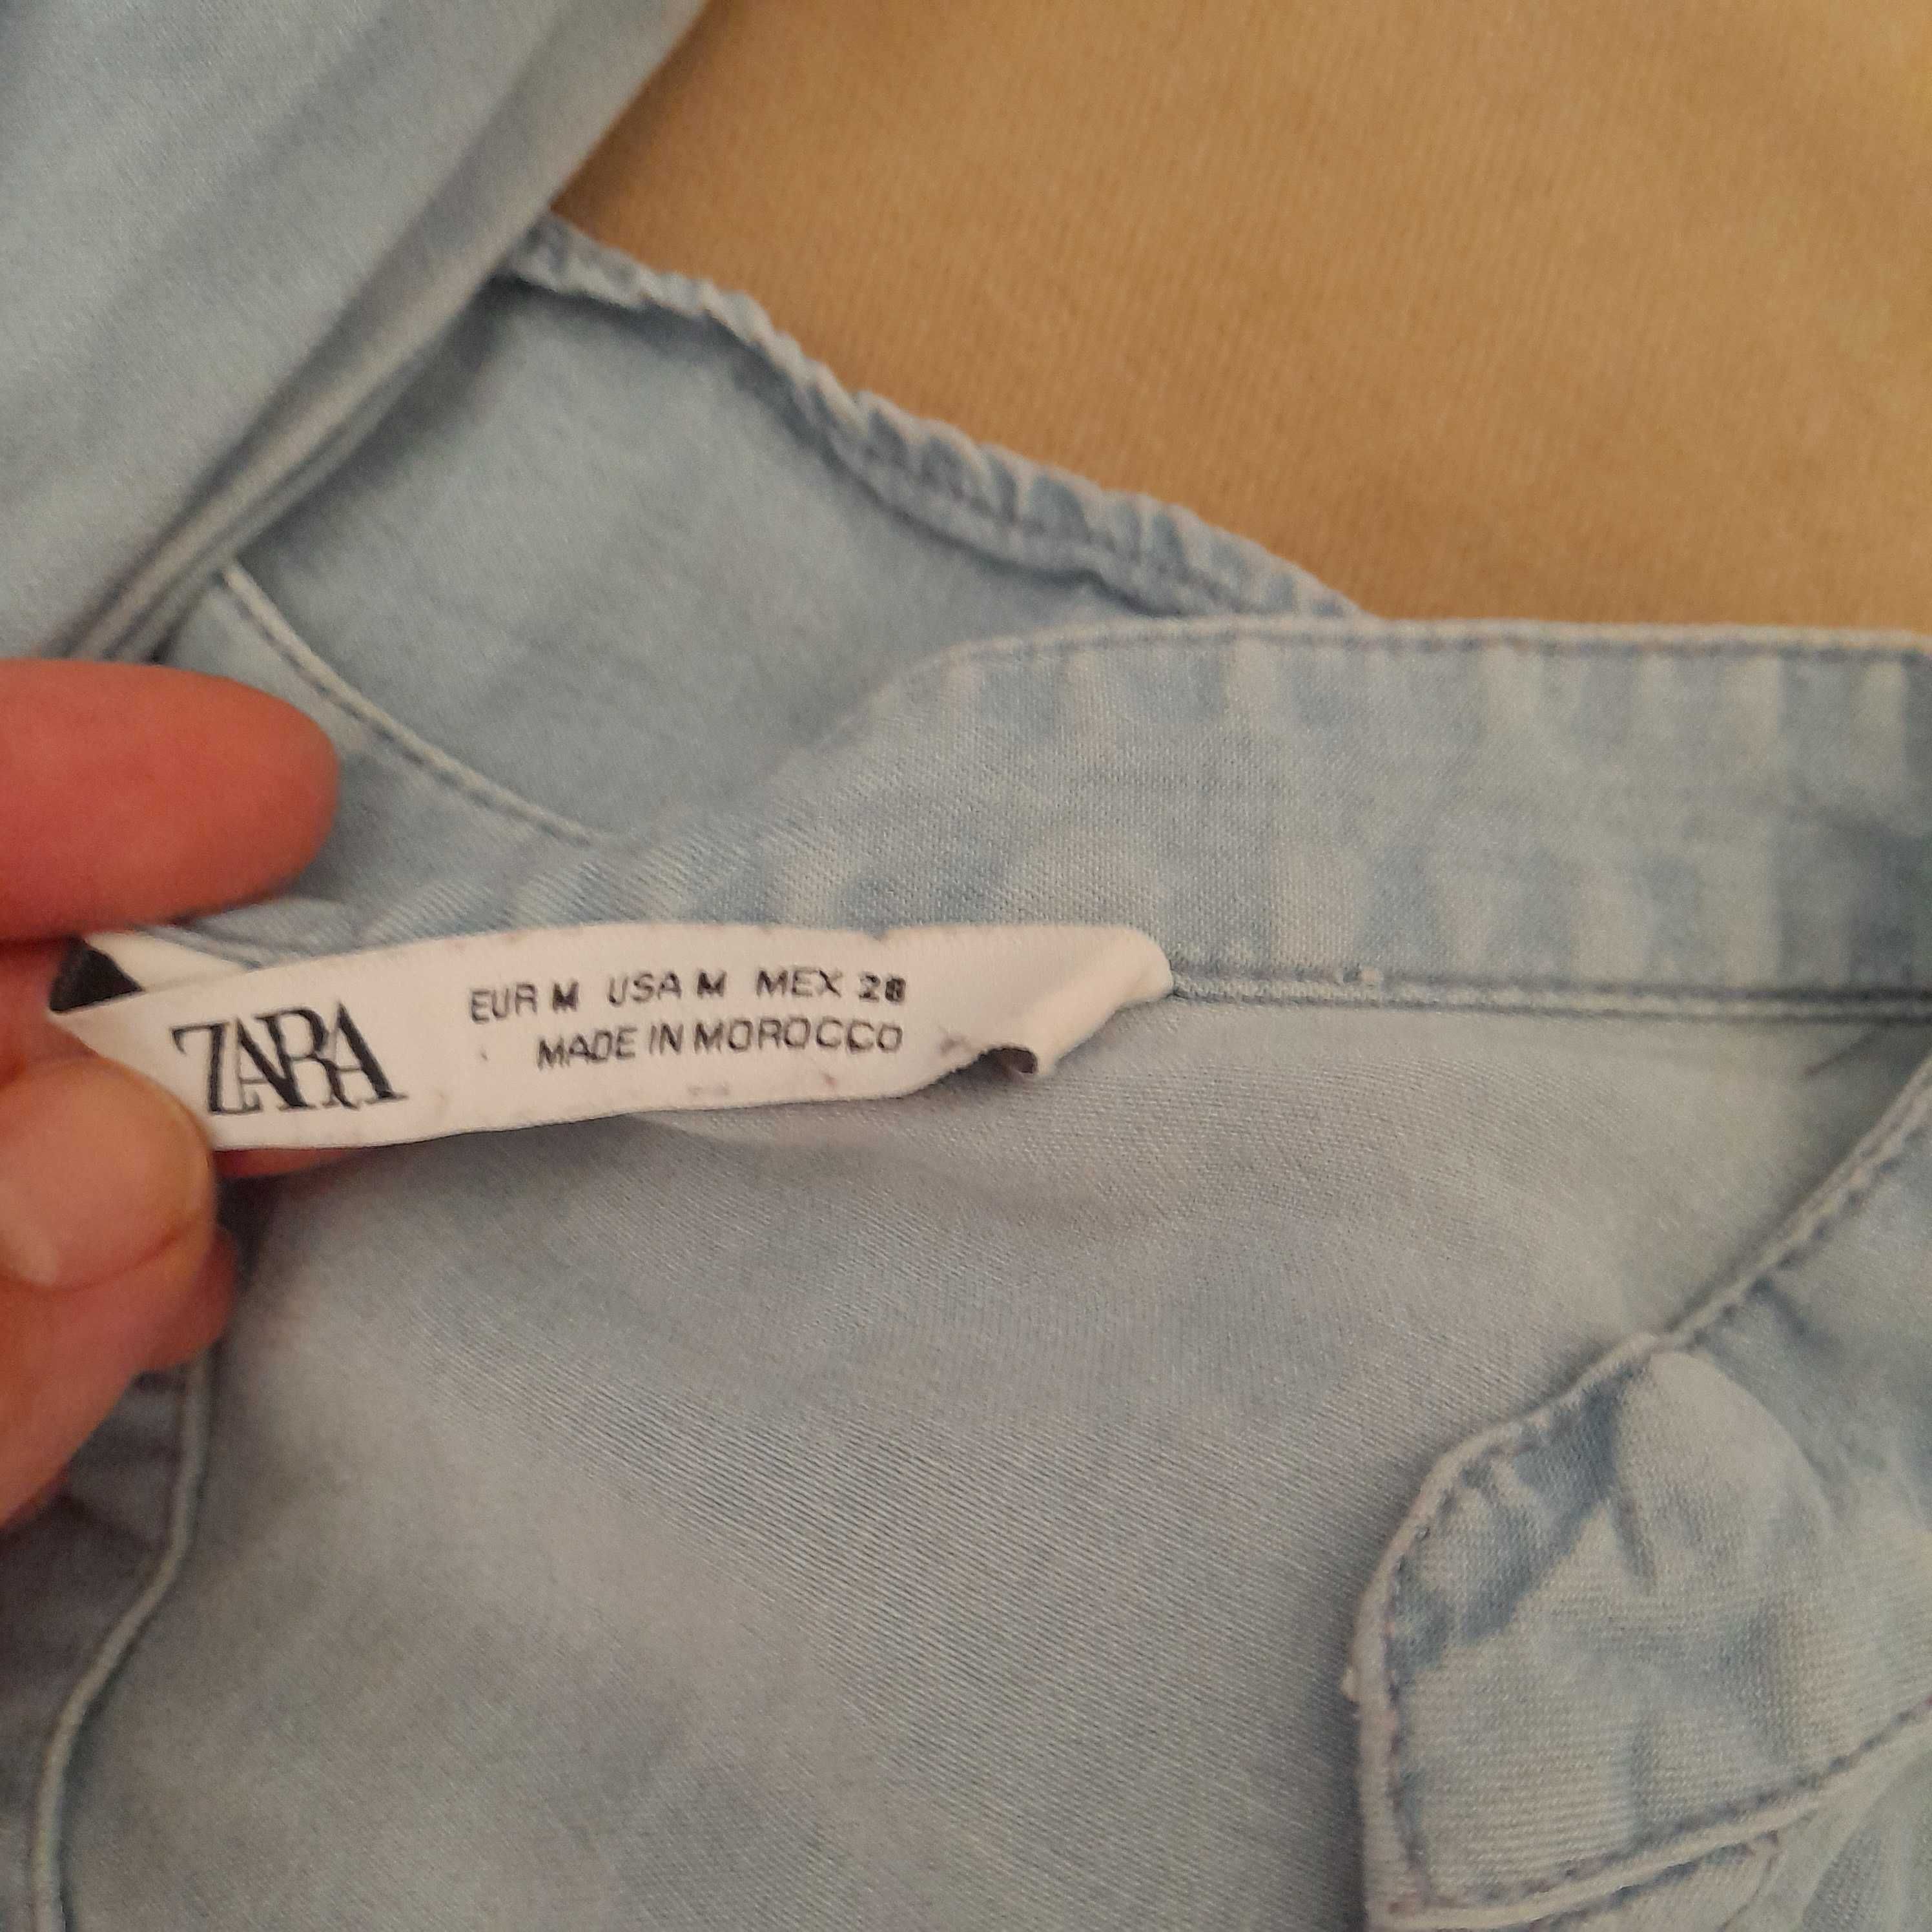 ZARA
EUR M USA M MEX 28
MADE IN MOROCCO